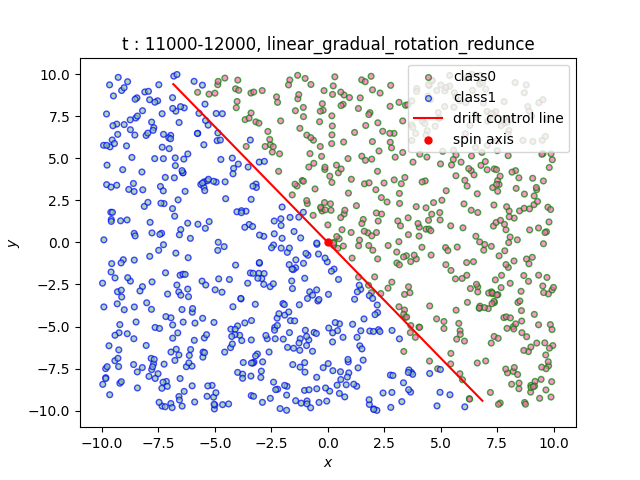 t : 11000-12000, linear_gradual_rotation_redunce
class0
class1
drift control line
spin axis
10.0
7.5
5.0
2.5
0.0
−2.5
−5.0
−7.5
−10.0
y
−10.0 −7.5 −5.0 −2.5 0.0 2.5 5.0 7.5 10.0
x